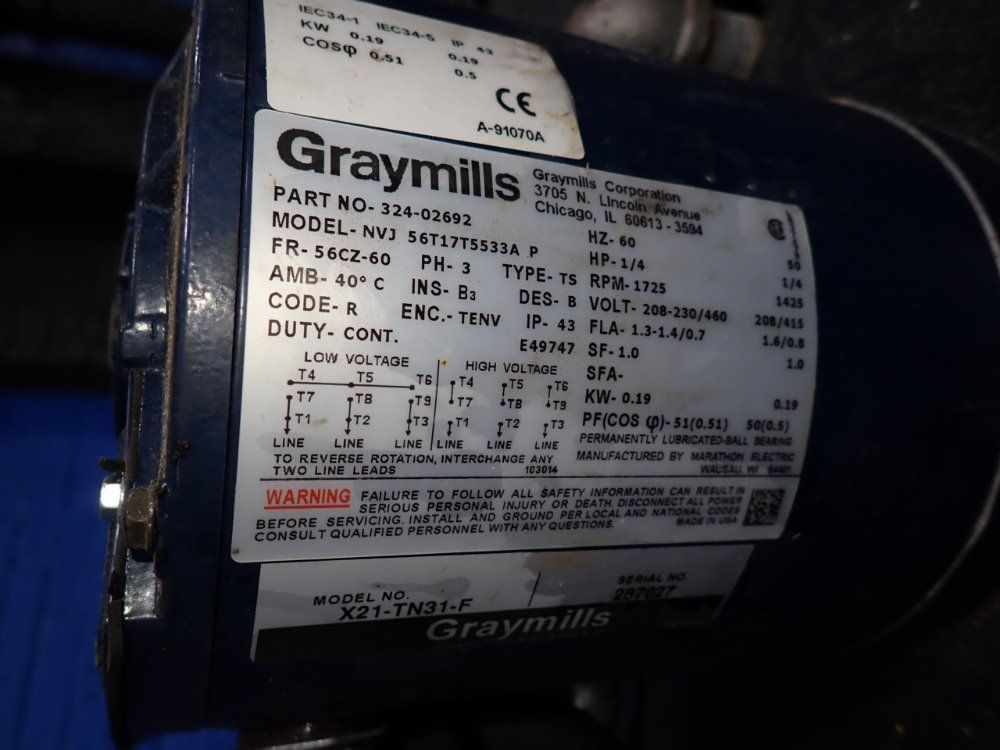 IEC34-1 IEC34-5 IP 43
KW 0.19 0.19
COSφ 0.51 0.5
CE
A-91070A
Graymills
Graymills Corporation
3705 N. Lincoln Avenue
Chicago, IL 60613 - 3594
PART NO- 324-02692
MODEL- NVJ 56T17T5533A P
FR- 56CZ-60 PH- 3 TYPE- TS
AMB- 40° C INS- B3 DES- B
CODE- R ENC.- TENV IP- 43
DUTY- CONT. E49747
HZ- 60 50
HP- 1/4 1/4
RPM- 1725 1425
VOLT- 208-230/460 208/415
FLA- 1.3-1.4/0.7 1.6/0.8
SF- 1.0 1.0
SFA-
KW- 0.19 0.19
PF(COS φ)- 51(0.51) 50(0.5)
PERMANENTLY LUBRICATED-BALL BEARING
MANUFACTURED BY MARATHON ELECTRIC
WAUSAU, WI 54401
LOW VOLTAGE HIGH VOLTAGE
T4 T5 T6 T4 T5 T6
T7 T8 T9 T7 T8 T9
T1 T2 T3 T1 T2 T3
LINE LINE LINE LINE LINE LINE
TO REVERSE ROTATION, INTERCHANGE ANY
TWO LINE LEADS 103014
WARNING FAILURE TO FOLLOW ALL SAFETY INFORMATION CAN RESULT IN
SERIOUS PERSONAL INJURY OR DEATH. DISCONNECT ALL POWER
BEFORE SERVICING. INSTALL AND GROUND PER LOCAL AND NATIONAL CODES
CONSULT QUALIFIED PERSONNEL WITH ANY QUESTIONS. MADE IN USA
MODEL NO. SERIAL NO.
X21-TN31-F 287027
Graymills